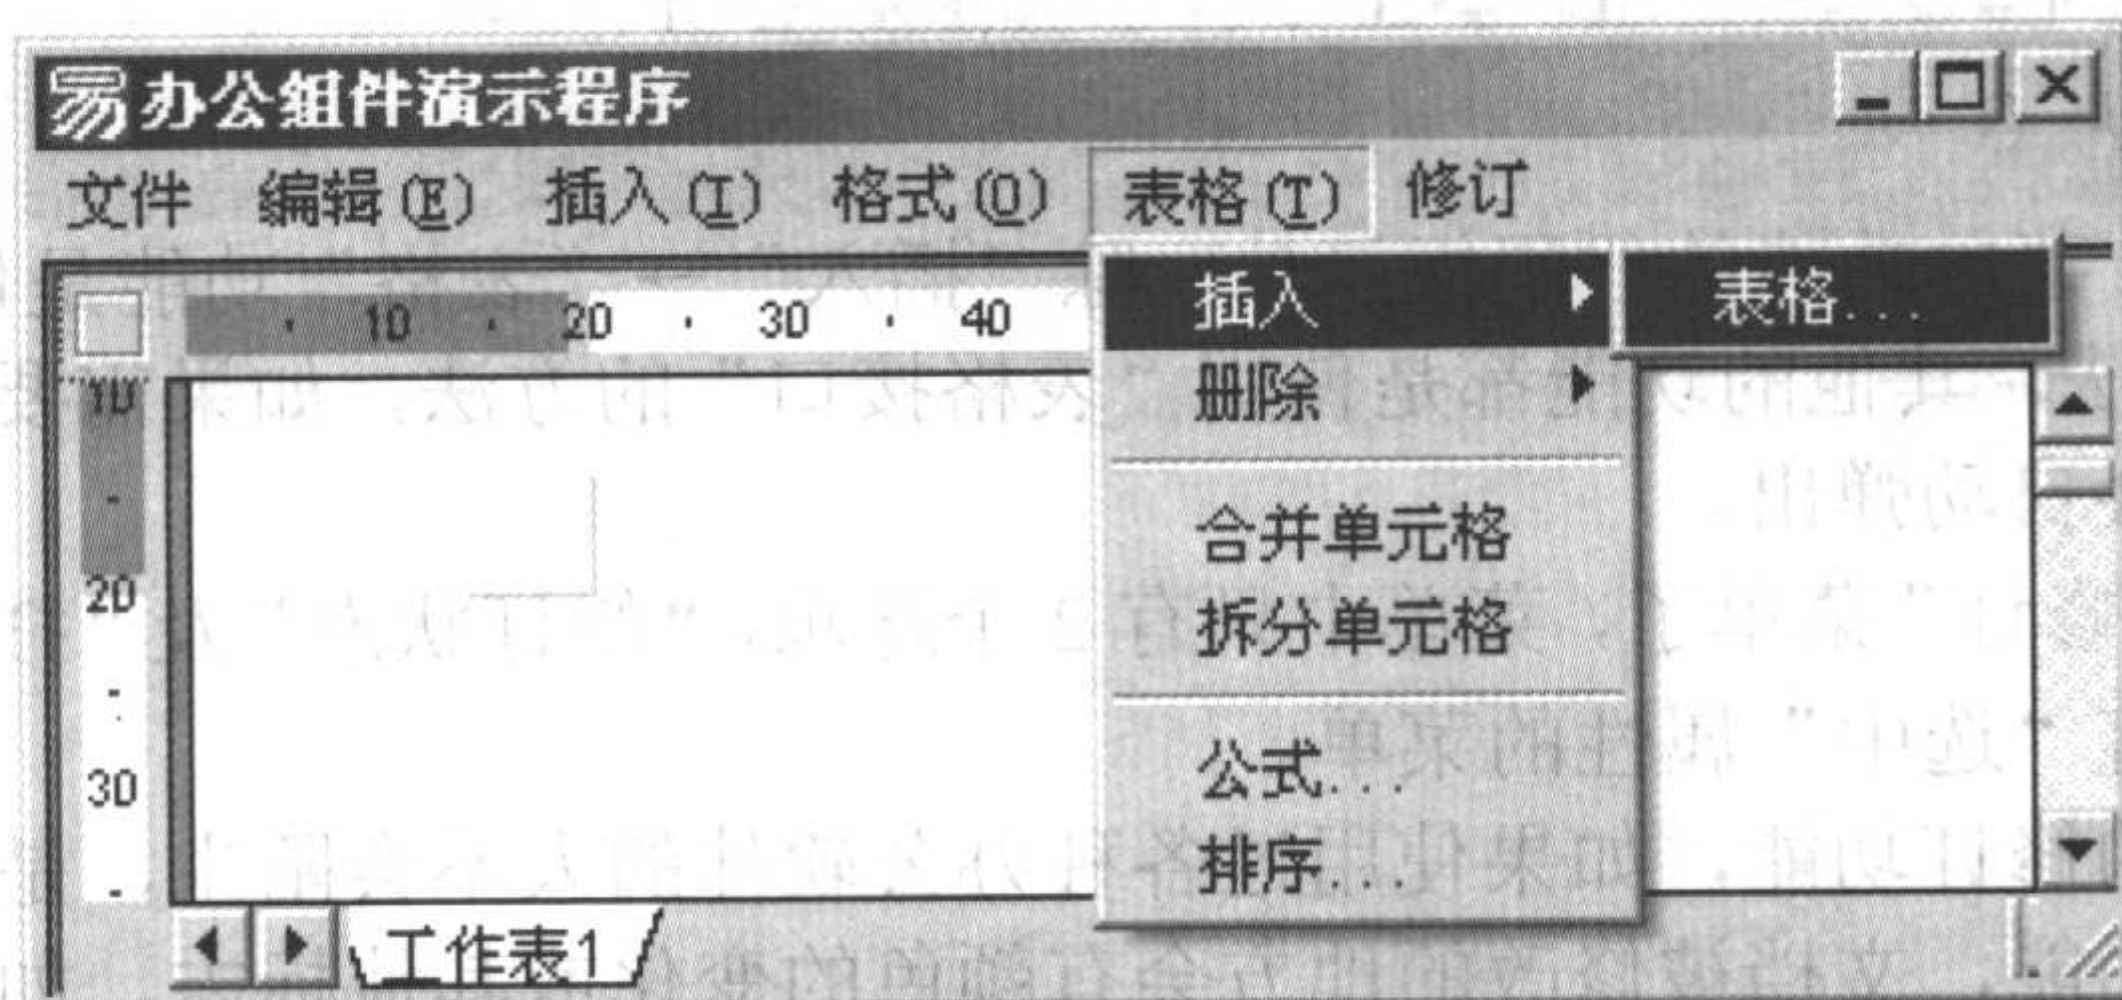 易 办公组件演示程序
文件 编辑(E) 插入(I) 格式(O) 表格(T) 修订
插入 表格...
10 20 30 40
删除
10
合并单元格
20
拆分单元格
30
公式...
排序...
工作表1